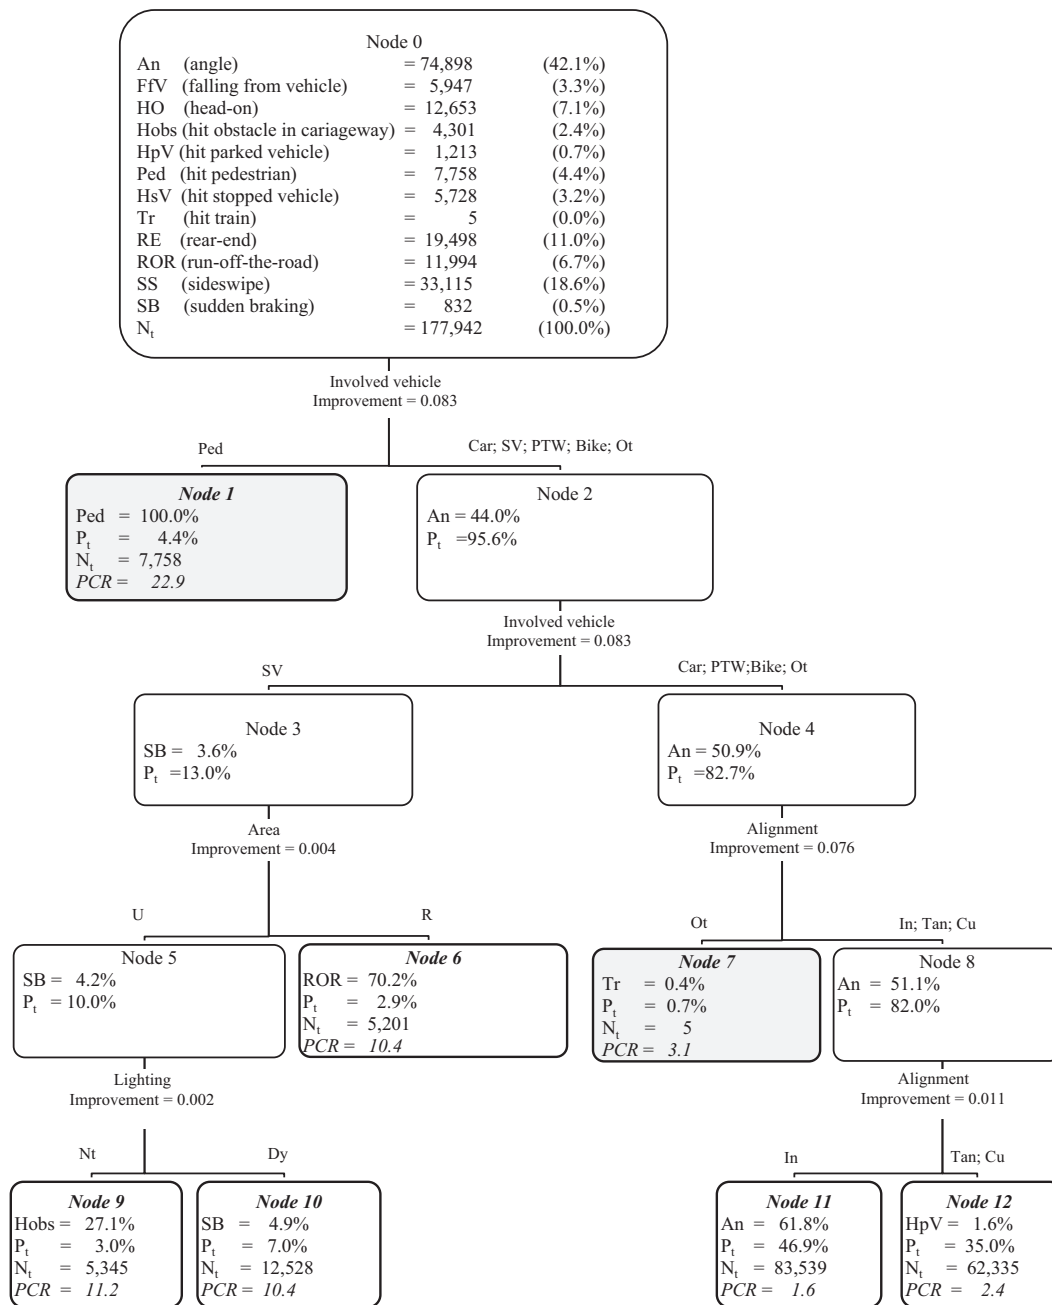 Node 0
An (angle) = 74,898 (42.1%)
FfV (falling from vehicle) = 5,947 (3.3%)
HO (head-on) = 12,653 (7.1%)
Hobs (hit obstacle in cariageway) = 4,301 (2.4%)
HpV (hit parked vehicle) = 1,213 (0.7%)
Ped (hit pedestrian) = 7,758 (4.4%)
HsV (hit stopped vehicle) = 5,728 (3.2%)
Tr (hit train) = 5 (0.0%)
RE (rear-end) = 19,498 (11.0%)
ROR (run-off-the-road) = 11,994 (6.7%)
SS (sideswipe) = 33,115 (18.6%)
SB (sudden braking) = 832 (0.5%)
Nt = 177,942 (100.0%)
Involved vehicle
Improvement = 0.083
Ped
Car; SV; PTW; Bike; Ot
Node 1
Ped = 100.0%
Pt = 4.4%
Nt = 7,758
PCR = 22.9
Node 2
An = 44.0%
Pt =95.6%
Involved vehicle
Improvement = 0.083
SV
Car; PTW;Bike; Ot
Node 3
SB = 3.6%
Pt =13.0%
Node 4
An = 50.9%
Pt =82.7%
Area
Improvement = 0.004
Alignment
Improvement = 0.076
U
R
Ot
In; Tan; Cu
Node 5
SB = 4.2%
Pt = 10.0%
Node 6
ROR = 70.2%
Pt = 2.9%
Nt = 5,201
PCR = 10.4
Node 7
Tr = 0.4%
Pt = 0.7%
Nt = 5
PCR = 3.1
Node 8
An = 51.1%
Pt = 82.0%
Lighting
Improvement = 0.002
Alignment
Improvement = 0.011
Nt
Dy
In
Tan; Cu
Node 9
Hobs = 27.1%
Pt = 3.0%
Nt = 5,345
PCR = 11.2
Node 10
SB = 4.9%
Pt = 7.0%
Nt = 12,528
PCR = 10.4
Node 11
An = 61.8%
Pt = 46.9%
Nt = 83,539
PCR = 1.6
Node 12
HpV = 1.6%
Pt = 35.0%
Nt = 62,335
PCR = 2.4